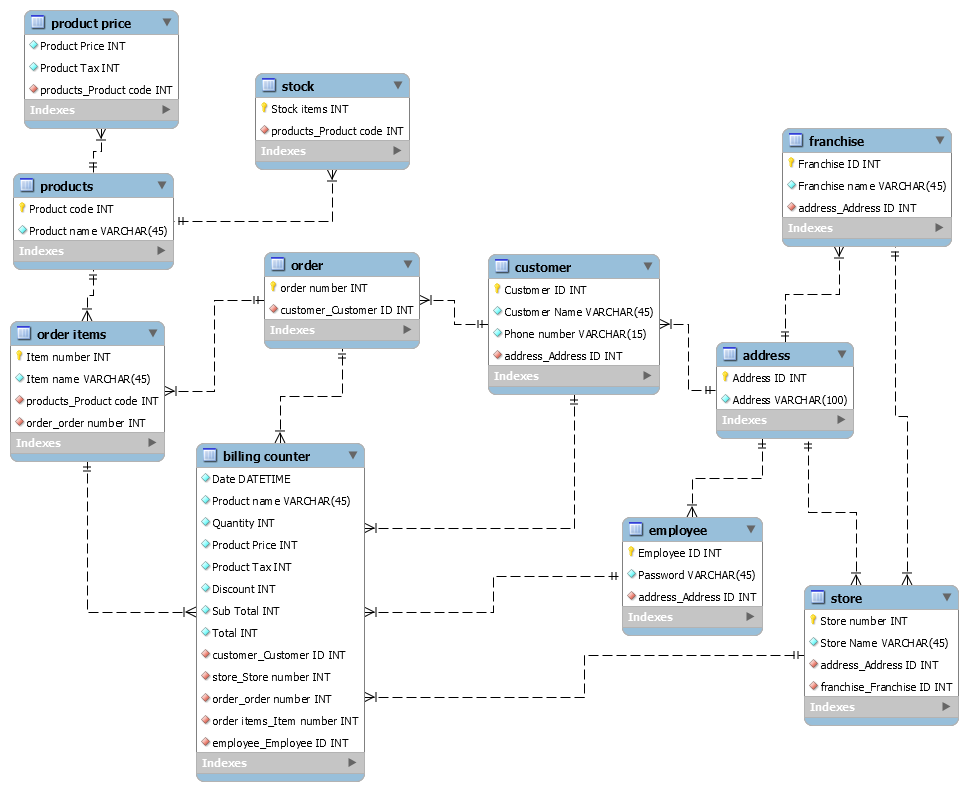 product price
Product Price INT
Product Tax INT
products_Product code INT
Indexes
stock
Stock items INT
products_Product code INT
Indexes
franchise
Franchise ID INT
Franchise name VARCHAR(45)
address_Address ID INT
Indexes
products
Product code INT
Product name VARCHAR(45)
Indexes
order
order number INT
customer_Customer ID INT
Indexes
customer
Customer ID INT
Customer Name VARCHAR(45)
Phone number VARCHAR(15)
address_Address ID INT
Indexes
order items
Item number INT
Item name VARCHAR(45)
products_Product code INT
order_order number INT
Indexes
address
Address ID INT
Address VARCHAR(100)
Indexes
billing counter
Date DATETIME
Product name VARCHAR(45)
Quantity INT
Product Price INT
Product Tax INT
Discount INT
Sub Total INT
Total INT
customer_Customer ID INT
store_Store number INT
order_order number INT
order items_Item number INT
employee_Employee ID INT
Indexes
employee
Employee ID INT
Password VARCHAR(45)
address_Address ID INT
Indexes
store
Store number INT
Store Name VARCHAR(45)
address_Address ID INT
franchise_Franchise ID INT
Indexes